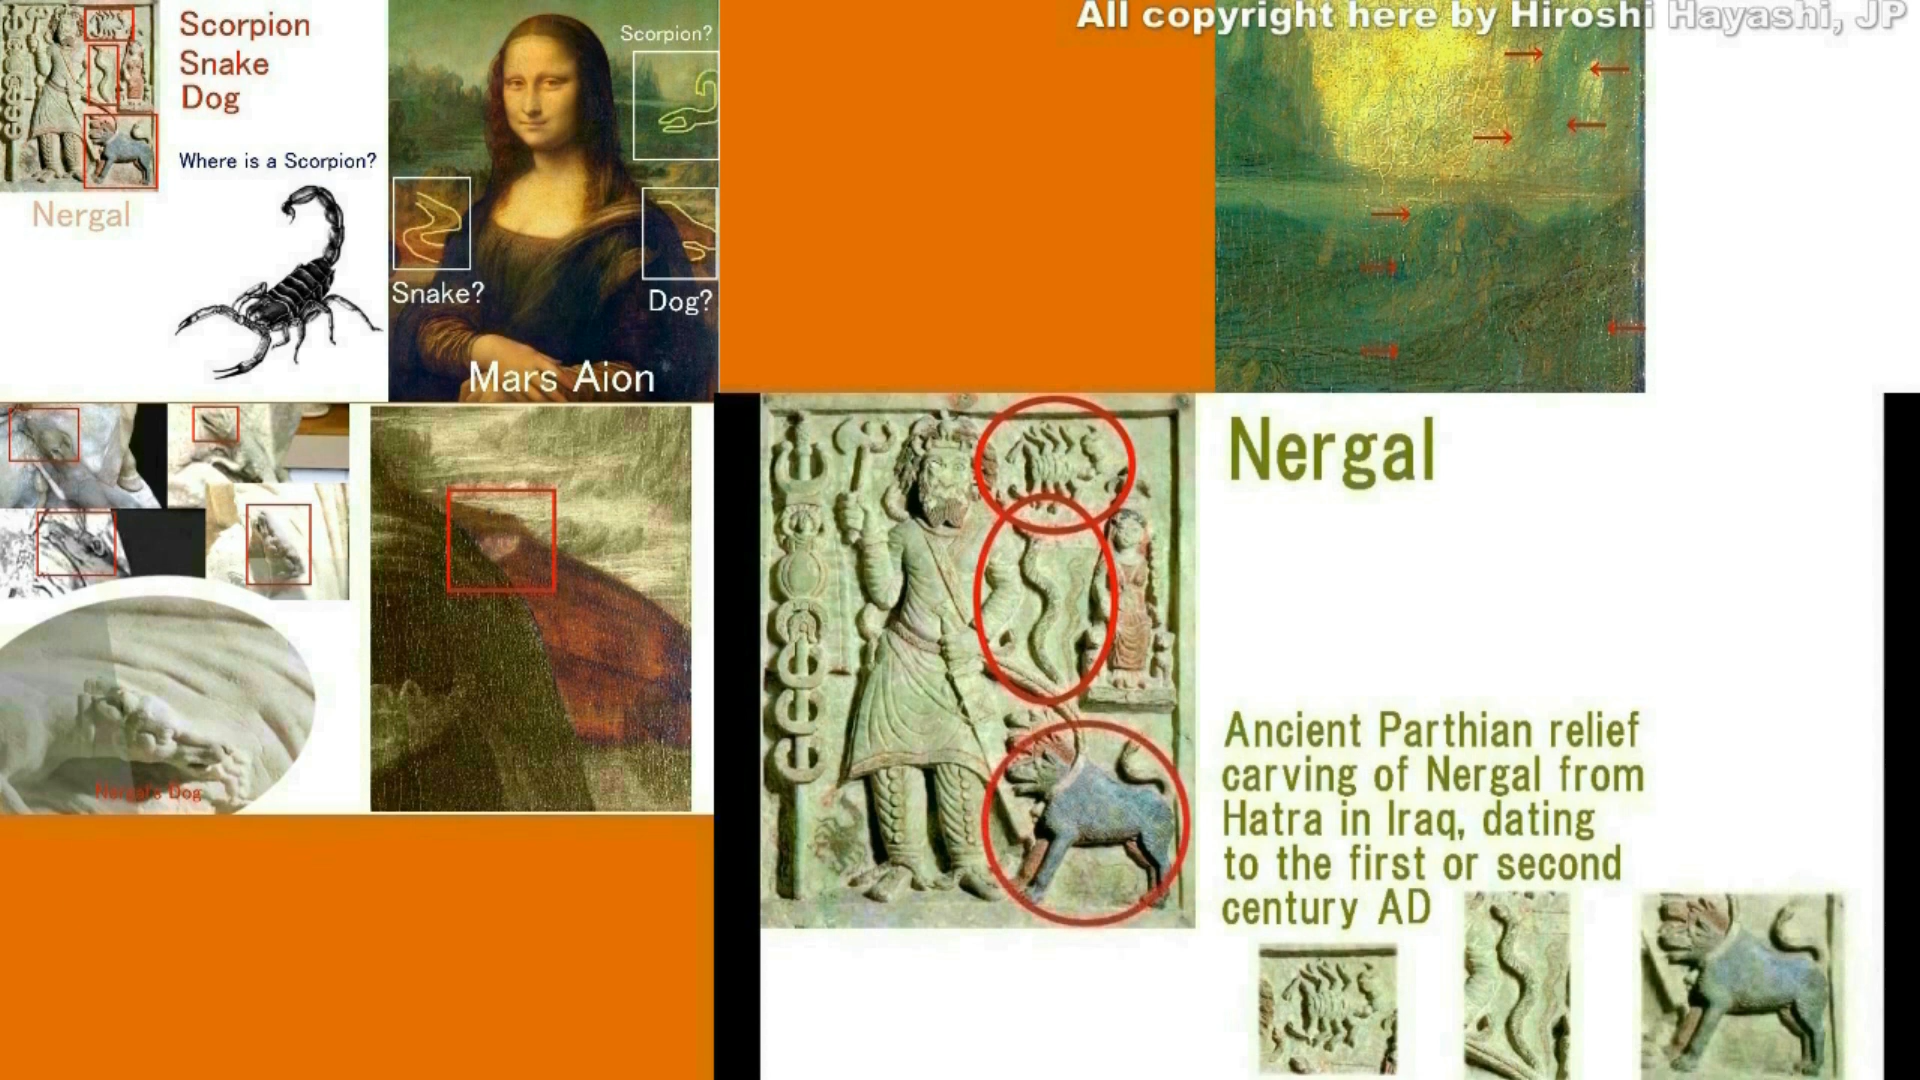 All copyright here by Hiroshi Hayashi, JP
Scorpion
Snake
Dog
Where is a Scorpion?
Nergal
Scorpion?
Snake?
Dog?
Mars Aion
Nergal's Dog
Nergal
Ancient Parthian relief
carving of Nergal from
Hatra in Iraq, dating
to the first or second
century AD